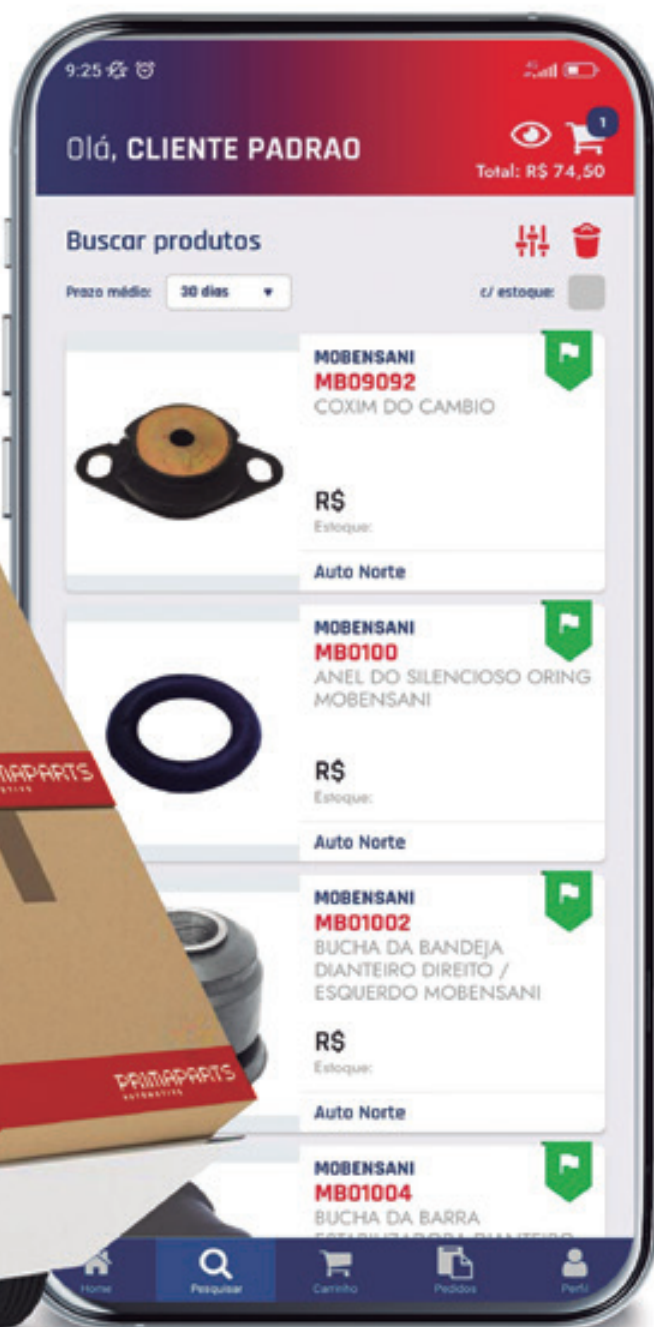 9:25
Olá, CLIENTE PADRAO
1
Total: R$ 74,50
Buscar produtos
Prazo médio:
30 dias
c/ estoque:
MOBENSANI
MB09092
COXIM DO CAMBIO
R$
Estoque:
Auto Norte
MOBENSANI
MB0100
ANEL DO SILENCIOSO ORING
MOBENSANI
R$
Estoque:
Auto Norte
MOBENSANI
MB01002
BUCHA DA BANDEJA
DIANTEIRO DIREITO /
ESQUERDO MOBENSANI
R$
Estoque:
Auto Norte
MOBENSANI
MB01004
BUCHA DA BARRA
ESTABILIZADORA DIANTEIRO
Home
Pesquisar
Carrinho
Pedidos
Perfil
PRIMAPARTS
AUTOMOTIVE